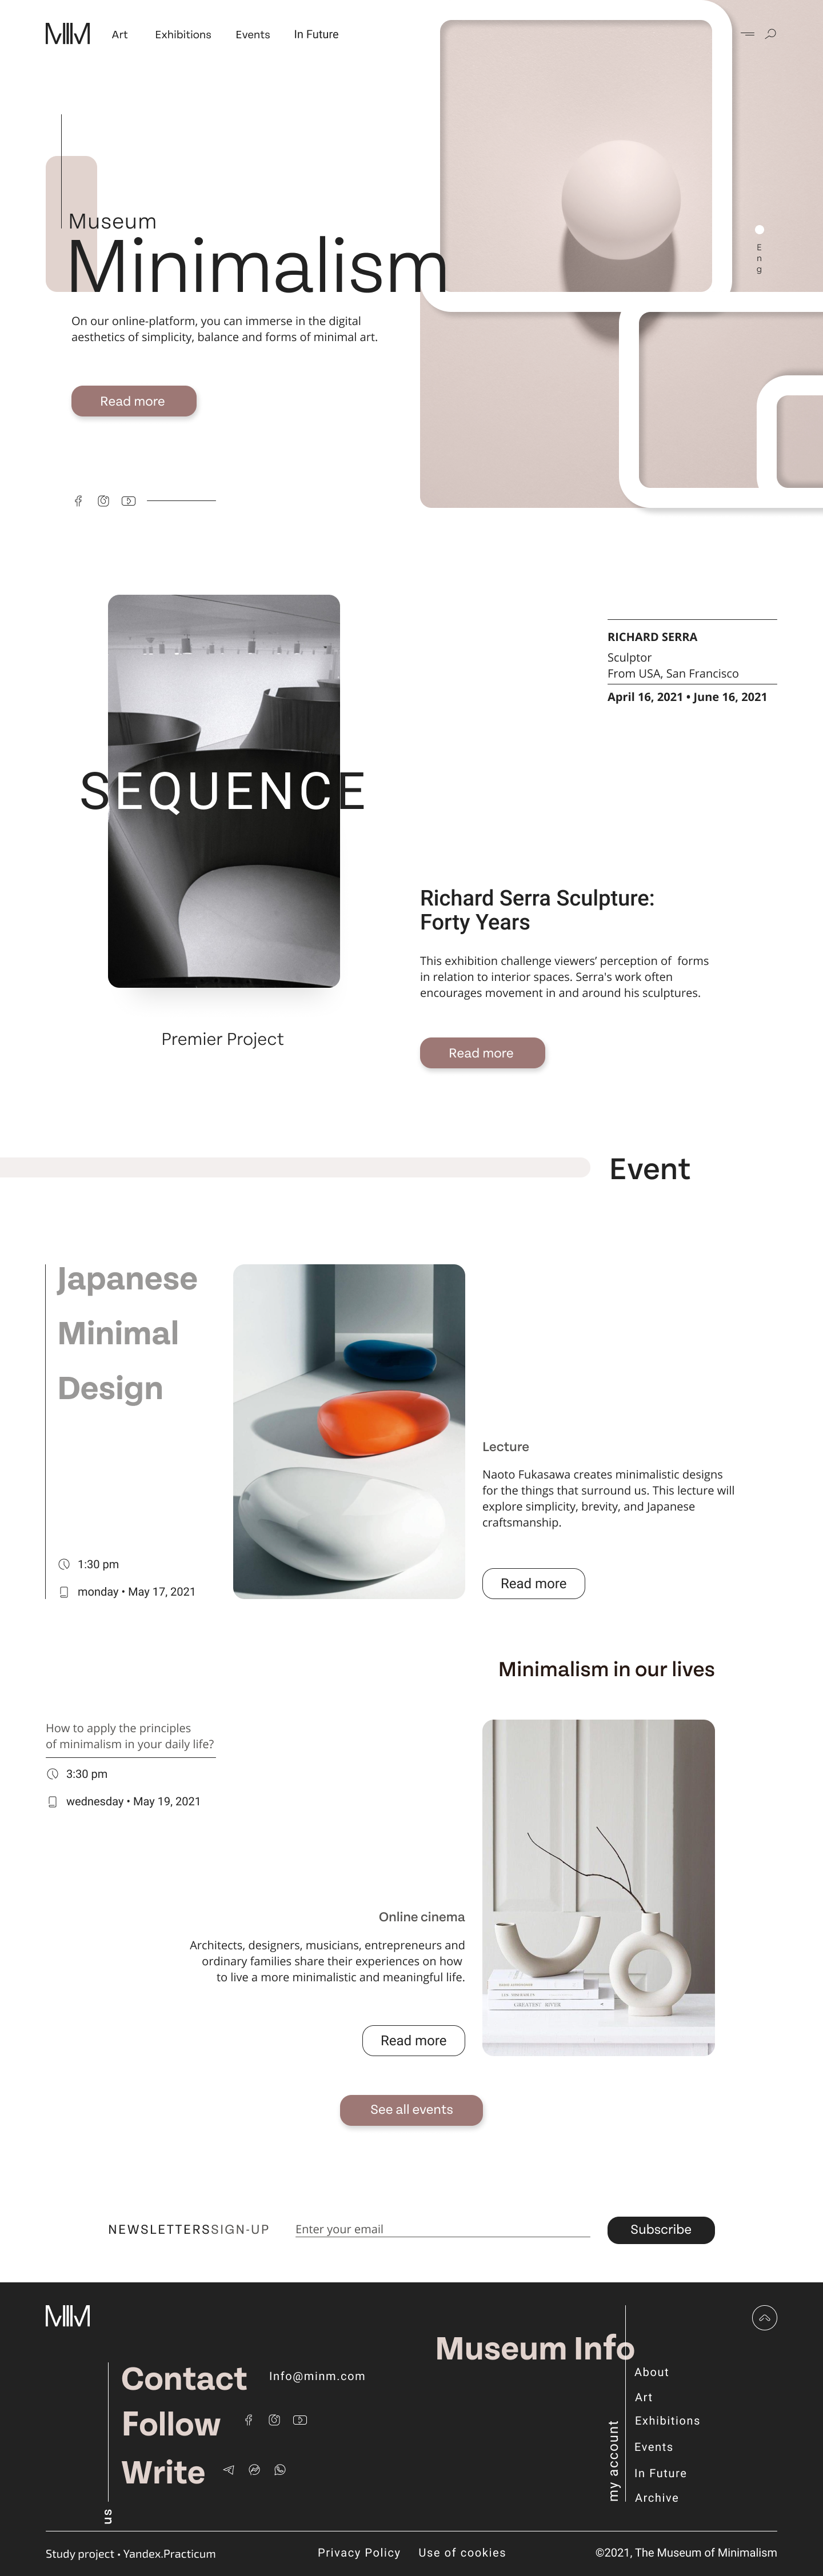 MIIM
Art Exhibitions Events In Future
Museum
Minimalism
Eng
On our online-platform, you can immerse in the digital
aesthetics of simplicity, balance and forms of minimal art.
Read more
RICHARD SERRA
Sculptor
From USA, San Francisco
April 16, 2021 • June 16, 2021
SEQUENCE
Richard Serra Sculpture:
Forty Years
This exhibition challenge viewers’ perception of forms
in relation to interior spaces. Serra's work often
encourages movement in and around his sculptures.
Premier Project
Read more
Event
Japanese
Minimal
Design
Lecture
Naoto Fukasawa creates minimalistic designs
for the things that surround us. This lecture will
explore simplicity, brevity, and Japanese
craftsmanship.
1:30 pm
monday • May 17, 2021
Read more
Minimalism in our lives
How to apply the principles
of minimalism in your daily life?
3:30 pm
wednesday • May 19, 2021
Online cinema
Architects, designers, musicians, entrepreneurs and
ordinary families share their experiences on how
to live a more minimalistic and meaningful life.
GREATEST RIVER
Read more
See all events
NEWSLETTERSSIGN-UP
Enter your email
Subscribe
MIIM
Contact
Info@minm.com
Follow
Write
us
Museum Info
my account
About
Art
Exhibitions
Events
In Future
Archive
Study project • Yandex.Practicum
Privacy Policy
Use of cookies
©2021, The Museum of Minimalism